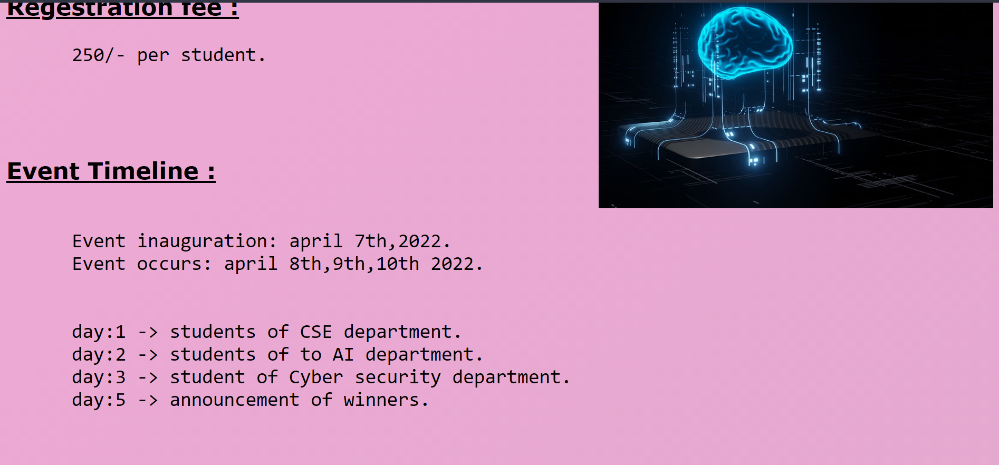 Regestration fee :
250/- per student.
Event Timeline :
Event inauguration: april 7th,2022.
Event occurs: april 8th,9th,10th 2022.
day:1 -> students of CSE department.
day:2 -> students of to AI department.
day:3 -> student of Cyber security department.
day:5 -> announcement of winners.